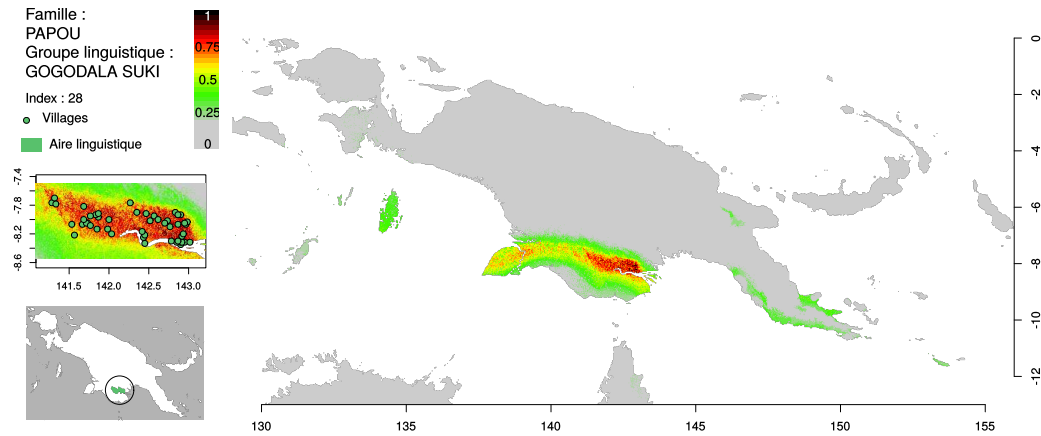 Famille :
PAPOU
Groupe linguistique :
GOGODALA SUKI
Index : 28
Villages
Aire linguistique
1
0.75
0.5
0.25
0
-7.4
-7.8
-8.2
-8.6
141.5 142.0 142.5 143.0
0
-2
-4
-6
-8
-10
-12
130 135 140 145 150 155